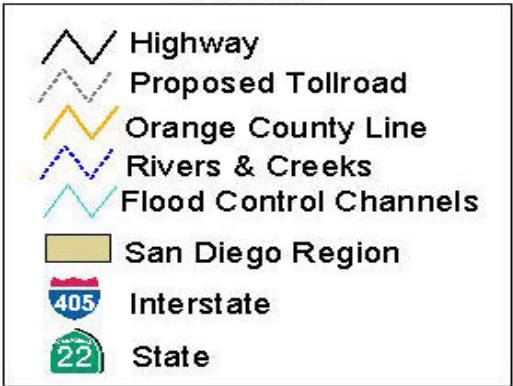 Highway
Proposed Tollroad
Orange County Line
Rivers & Creeks
Flood Control Channels
San Diego Region
405 Interstate
22 State